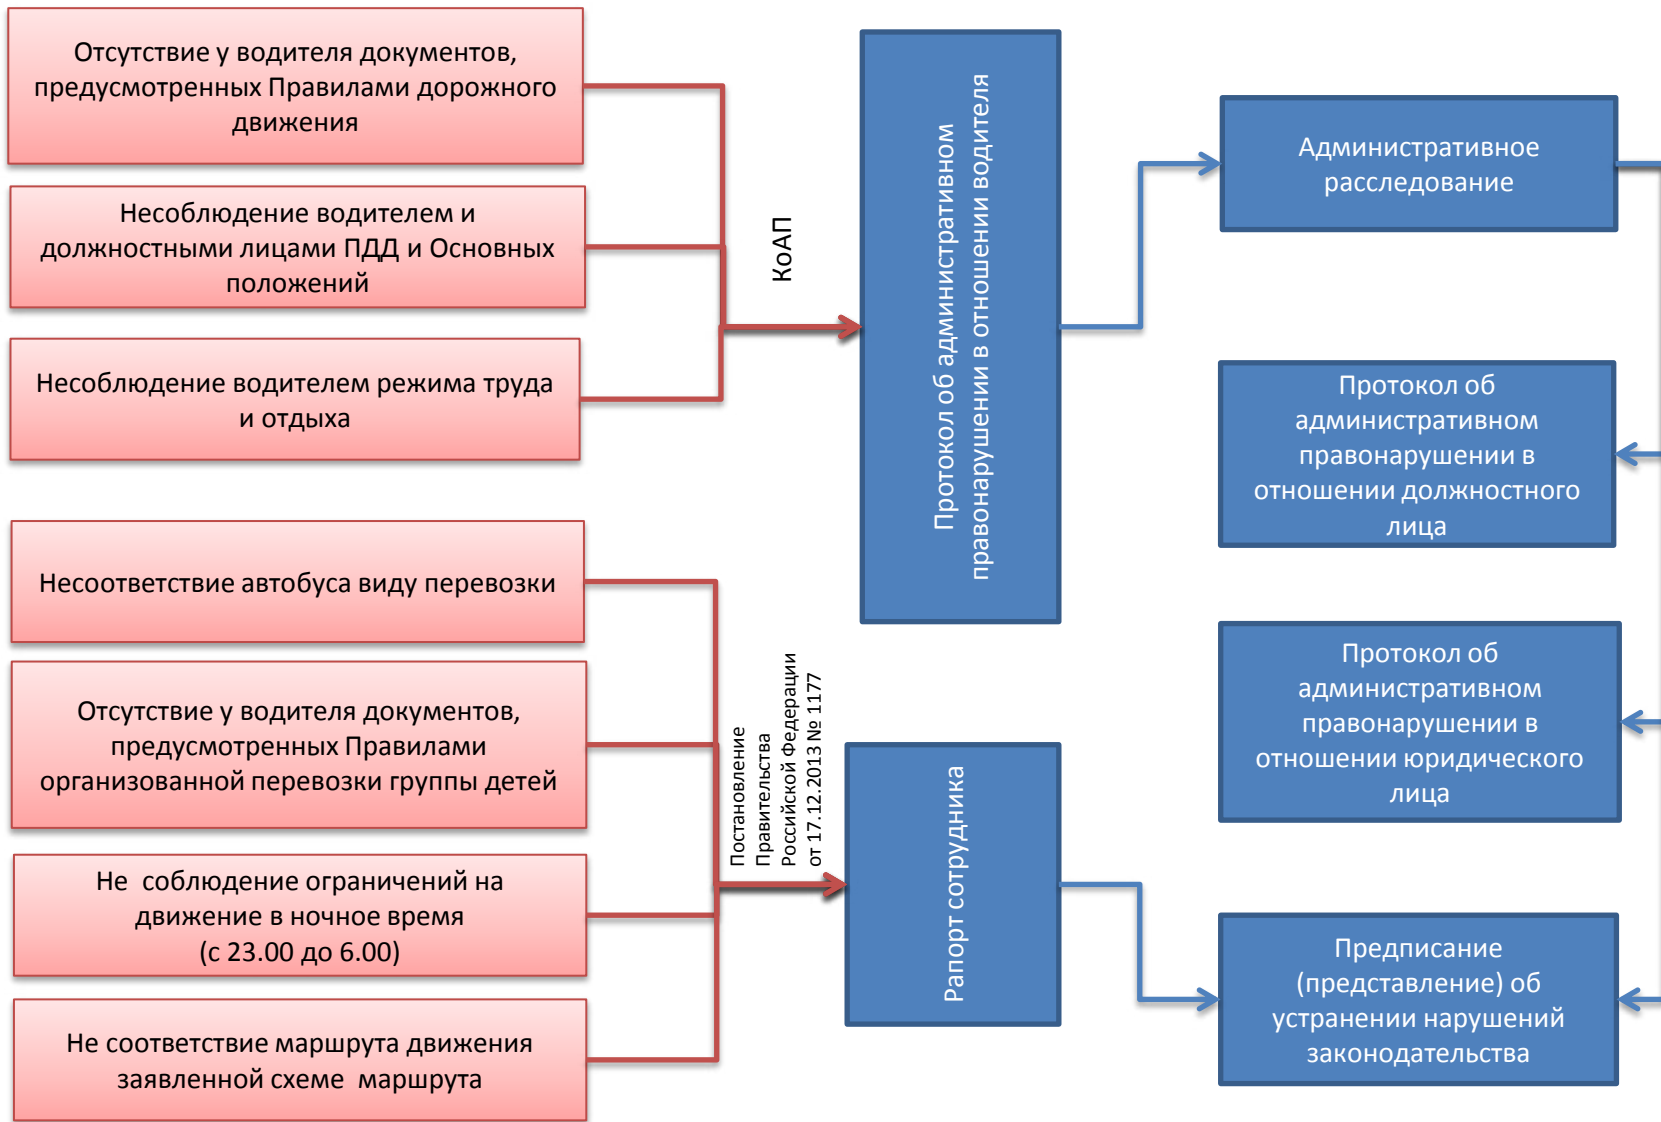 Отсутствие у водителя документов,
предусмотренных Правилами дорожного
движения
Несоблюдение водителем и
должностными лицами ПДД и Основных
положений
Несоблюдение водителем режима труда
и отдыха
КоАП
Протокол об административном
правонарушении в отношении водителя
Административное
расследование
Протокол об
административном
правонарушении в
отношении должностного
лица
Протокол об
административном
правонарушении в
отношении юридического
лица
Несоответствие автобуса виду перевозки
Отсутствие у водителя документов,
предусмотренных Правилами
организованной перевозки группы детей
Не соблюдение ограничений на
движение в ночное время
(с 23.00 до 6.00)
Не соответствие маршрута движения
заявленной схеме маршрута
Постановление
Правительства
Российской Федерации
от 17.12.2013 № 1177
Рапорт сотрудника
Предписание
(представление) об
устранении нарушений
законодательства